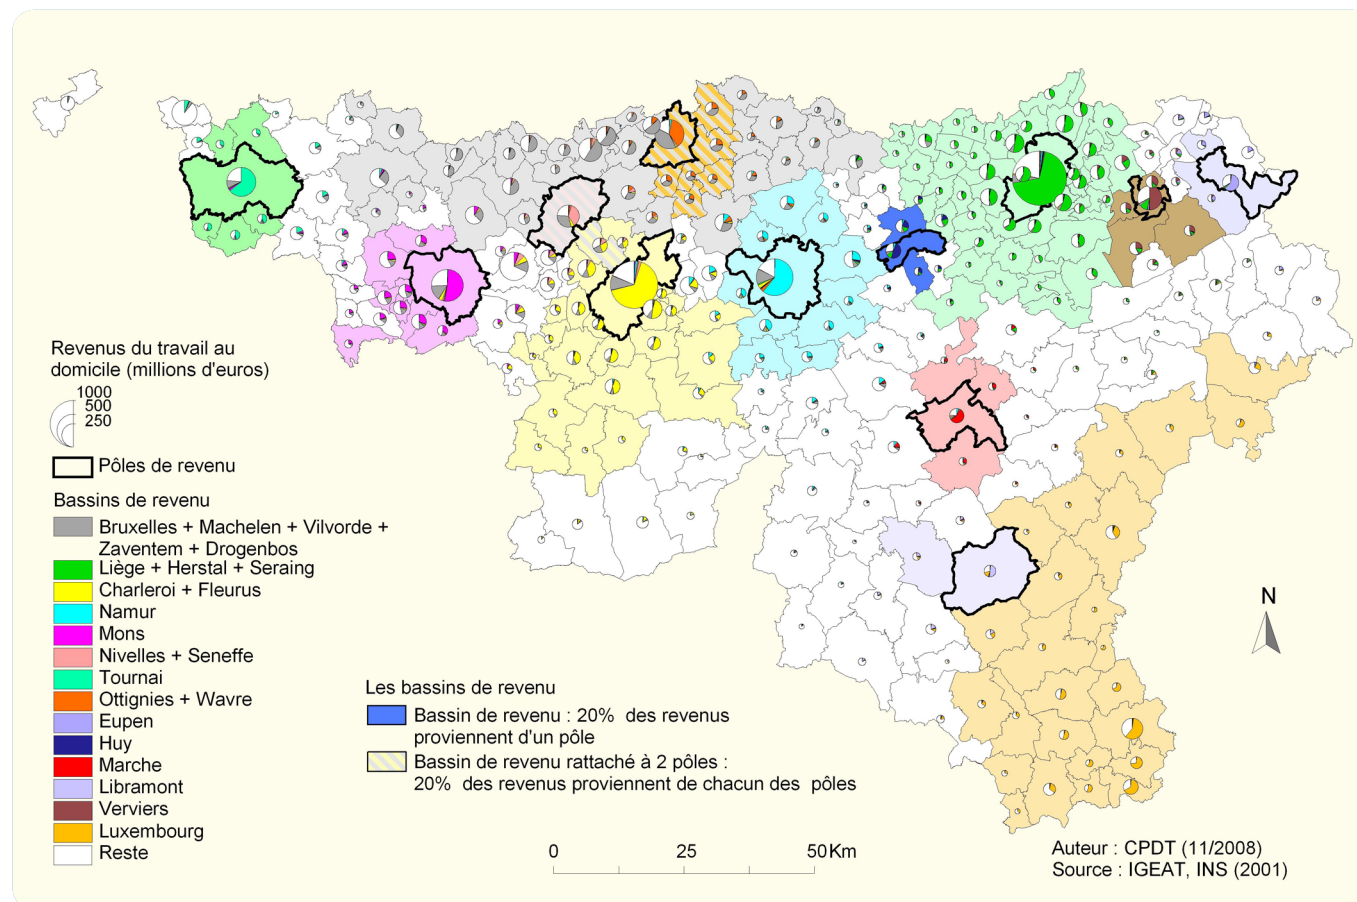 Revenus du travail au
domicile (millions d'euros)
1000
500
250
Pôles de revenu
Bassins de revenu
Bruxelles + Machelen + Vilvorde +
Zaventem + Drogenbos
Liège + Herstal + Seraing
Charleroi + Fleurus
Namur
Mons
Nivelles + Seneffe
Tournai
Ottignies + Wavre
Eupen
Huy
Marche
Libramont
Verviers
Luxembourg
Reste
Les bassins de revenu
Bassin de revenu : 20% des revenus
proviennent d'un pôle
Bassin de revenu rattaché à 2 pôles :
20% des revenus proviennent de chacun des pôles
0 25 50 Km
N
Auteur : CPDT (11/2008)
Source : IGEAT, INS (2001)